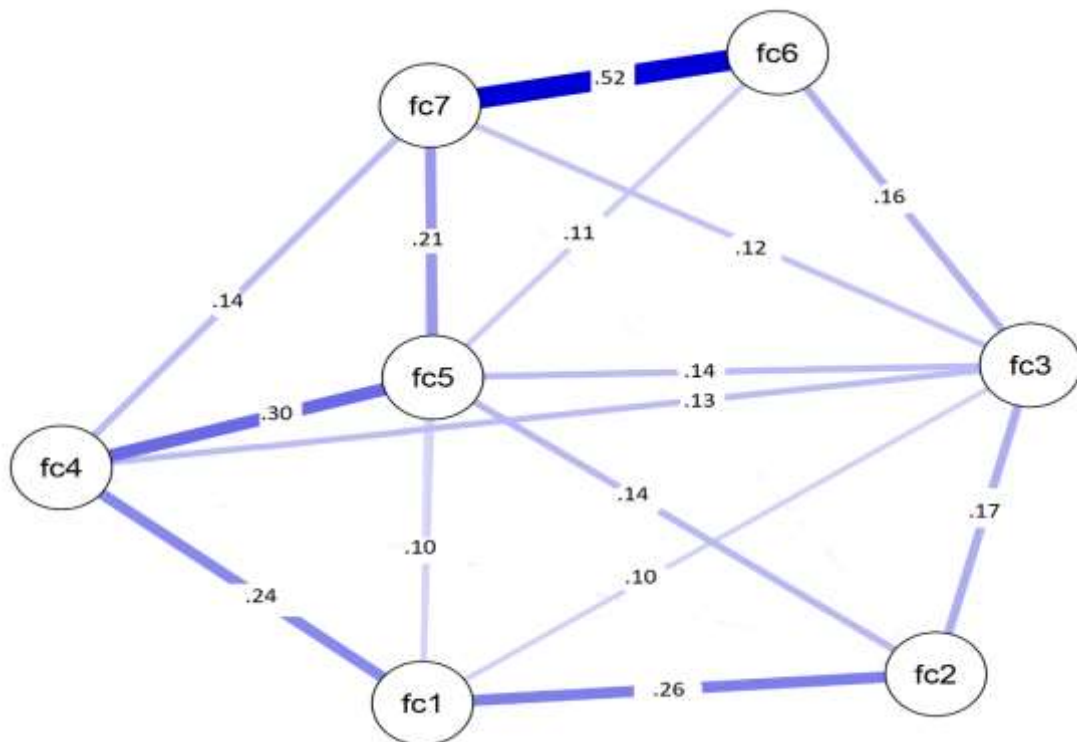 fc6
.52
fc7
.16
.11
.21
.12
.14
fc3
.14
fc5
.13
.30
fc4
.14
.17
.10
.10
.24
fc2
.26
fc1